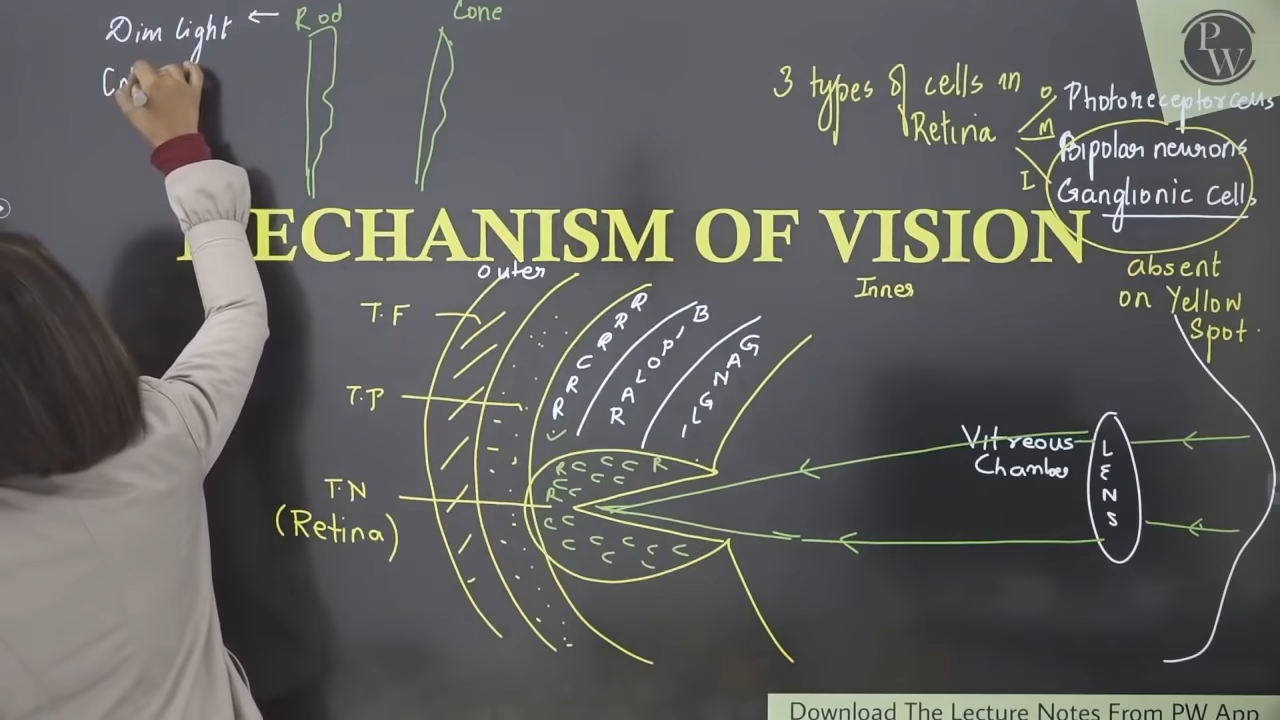 Dim light ← Rod
Cone
3 types of cells in
Retina
O
M
I
Photoreceptor cells
Bipolar neurons
Ganglionic cells
absent
on Yellow
Spot
PW
MECHANISM OF VISION
outer
Inner
T.F
T.P
T.N
(Retina)
R R R C R R
B I P O L A R
G A N G L I
R C C C C R
C C
R C C
C C
C C C C C
C C
Vitreous
Chamber
LENS
Download The Lecture Notes From PW App